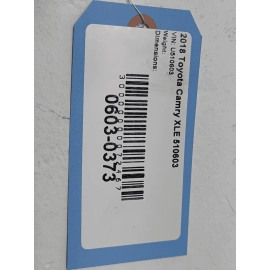 2018 Toyota Camry XLE 510603
VIN: U510603
Weight:
Dimensions:
0603-0373